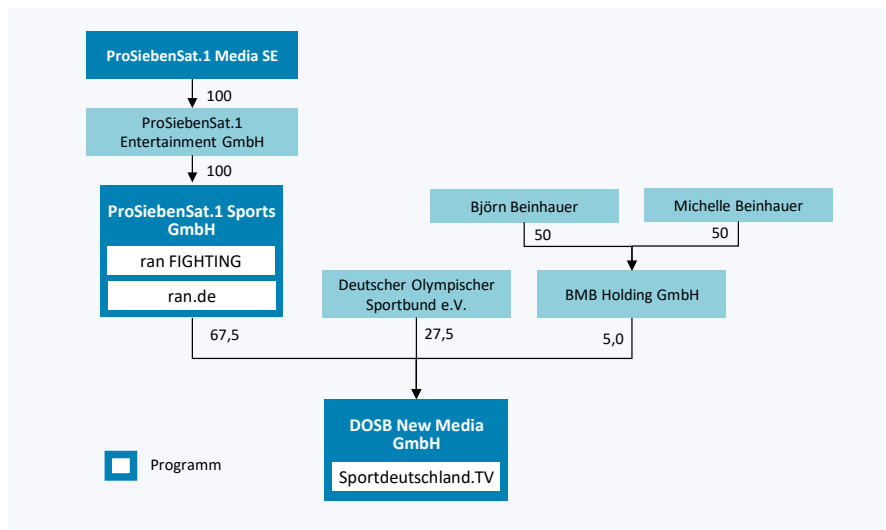 ProSiebenSat.1 Media SE
100
ProSiebenSat.1
Entertainment GmbH
100
ProSiebenSat.1 Sports
GmbH
ran FIGHTING
ran.de
Björn Beinhauer
Michelle Beinhauer
50
50
Deutscher Olympischer
Sportbund e.V.
BMB Holding GmbH
67,5
27,5
5,0
DOSB New Media
GmbH
Sportdeutschland.TV
Programm